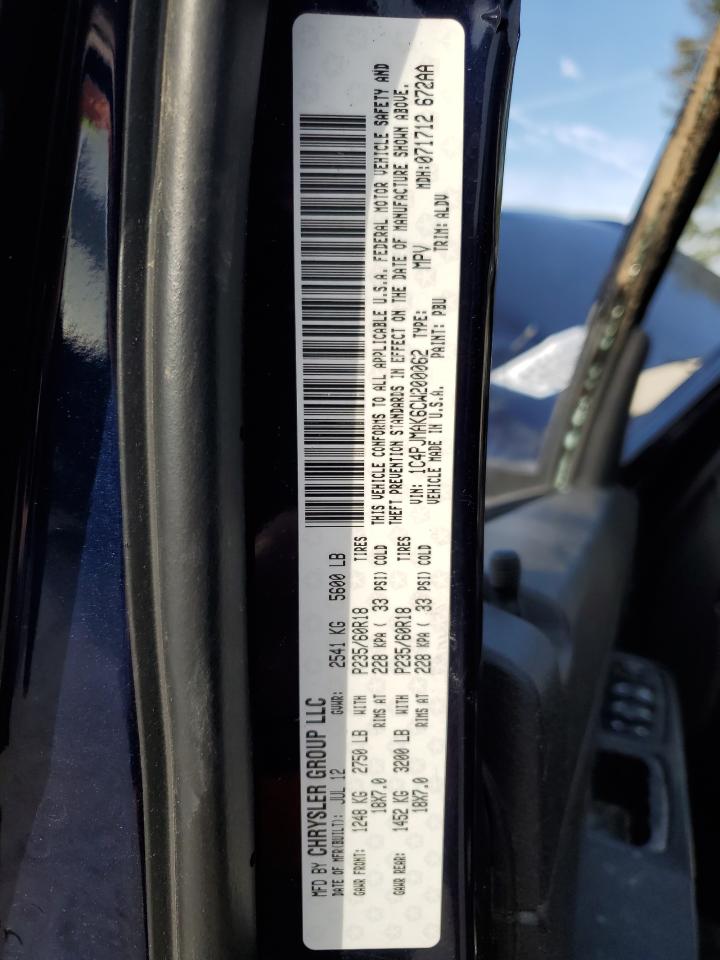 MFD BY CHRYSLER GROUP LLC
DATE OF MFR(BUILT): JUL 12 GVWR: 2541 KG 5600 LB
GAWR FRONT: 1248 KG 2750 LB WITH P235/60R18 TIRES
18X7.0 RIMS AT 228 KPA ( 33 PSI) COLD
GAWR REAR: 1452 KG 3200 LB WITH P235/60R18 TIRES
18X7.0 RIMS AT 228 KPA ( 33 PSI) COLD
THIS VEHICLE CONFORMS TO ALL APPLICABLE U.S.A. FEDERAL MOTOR VEHICLE SAFETY AND
THEFT PREVENTION STANDARDS IN EFFECT ON THE DATE OF MANUFACTURE SHOWN ABOVE.
VIN: 1C4PJMAK6CW200062 TYPE: MPV MDH:071712 672AA
VEHICLE MADE IN U.S.A. PAINT: PBU TRIM: ALDV